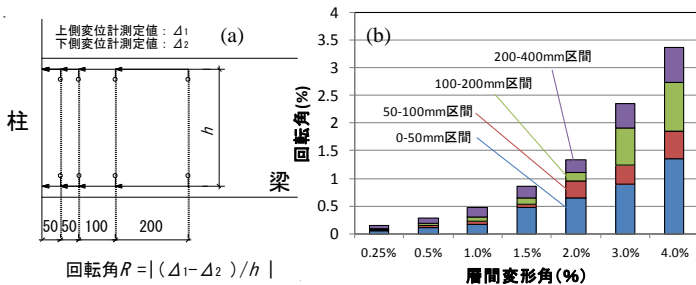 上側変位計測定値：Δ1
下側変位計測定値：Δ2
(a)
柱
h
梁
50 50 100 200
回転角R＝|(Δ1-Δ2)/h |
(b)
回転角(%)
4
3.5
3
2.5
2
1.5
1
0.5
0
200-400mm区間
100-200mm区間
50-100mm区間
0-50mm区間
0.25% 0.5% 1.0% 1.5% 2.0% 3.0% 4.0%
層間変形角(%)